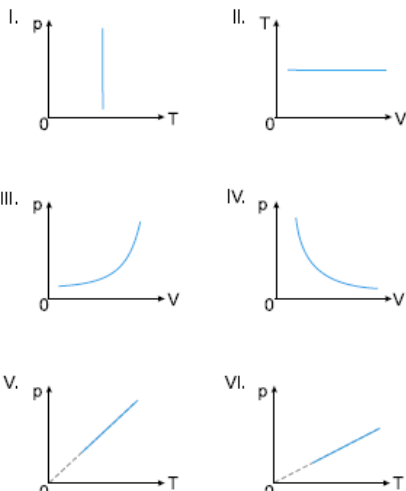 I. p 0 T
II. T 0 V
III. p 0 V
IV. p 0 V
V. p 0 T
VI. p 0 T